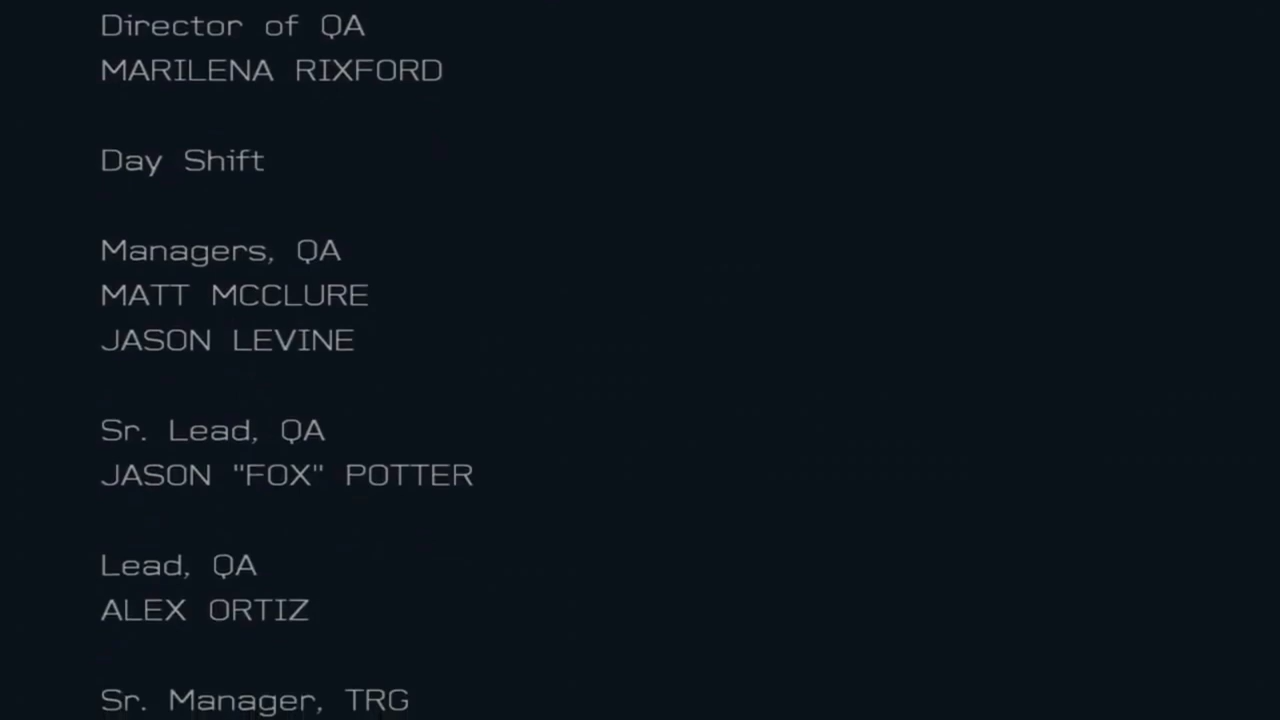 Director of QA
MARILENA RIXFORD
Day Shift
Managers, QA
MATT MCCLURE
JASON LEVINE
Sr. Lead, QA
JASON "FOX" POTTER
Lead, QA
ALEX ORTIZ
Sr. Manager, TRG